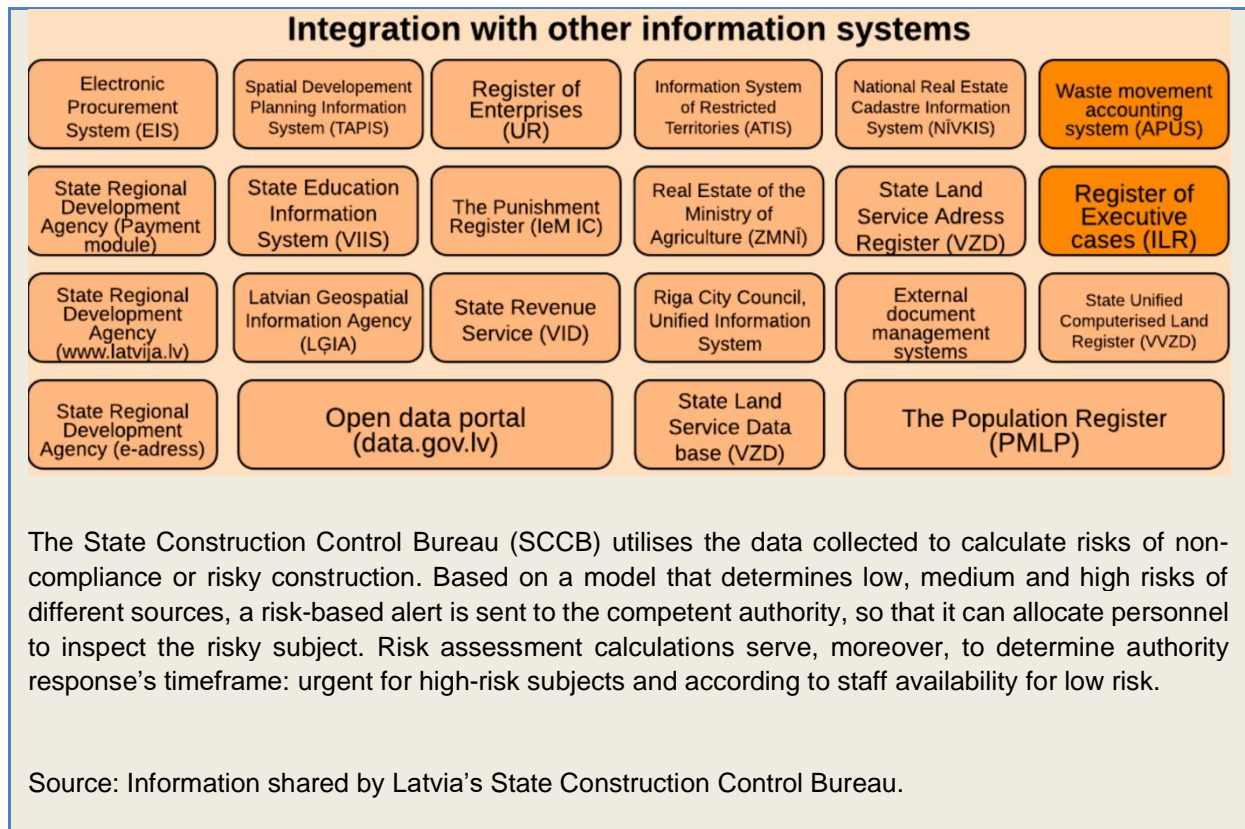 Integration with other information systems
Electronic
Procurement
System (EIS)
Spatial Developement
Planning Information
System (TAPIS)
Register of
Enterprises
(UR)
Information System
of Restricted
Territories (ATIS)
National Real Estate
Cadastre Information
System (NĪVKIS)
Waste movement
accounting
system (APUS)
State Regional
Development
Agency (Payment
module)
State Education
Information
System (VIIS)
The Punishment
Register (IeM IC)
Real Estate of the
Ministry of
Agriculture (ZMNĪ)
State Land
Service Adress
Register (VZD)
Register of
Executive
cases (ILR)
State Regional
Development
Agency
(www.latvija.lv)
Latvian Geospatial
Information Agency
(LĢIA)
State Revenue
Service (VID)
Riga City Council,
Unified Information
System
External
document
management
systems
State Unified
Computerised Land
Register (VVZD)
State Regional
Development
Agency (e-adress)
Open data portal
(data.gov.lv)
State Land
Service Data
base (VZD)
The Population Register
(PMLP)
The State Construction Control Bureau (SCCB) utilises the data collected to calculate risks of non-
compliance or risky construction. Based on a model that determines low, medium and high risks of
different sources, a risk-based alert is sent to the competent authority, so that it can allocate personnel
to inspect the risky subject. Risk assessment calculations serve, moreover, to determine authority
response's timeframe: urgent for high-risk subjects and according to staff availability for low risk.
Source: Information shared by Latvia's State Construction Control Bureau.